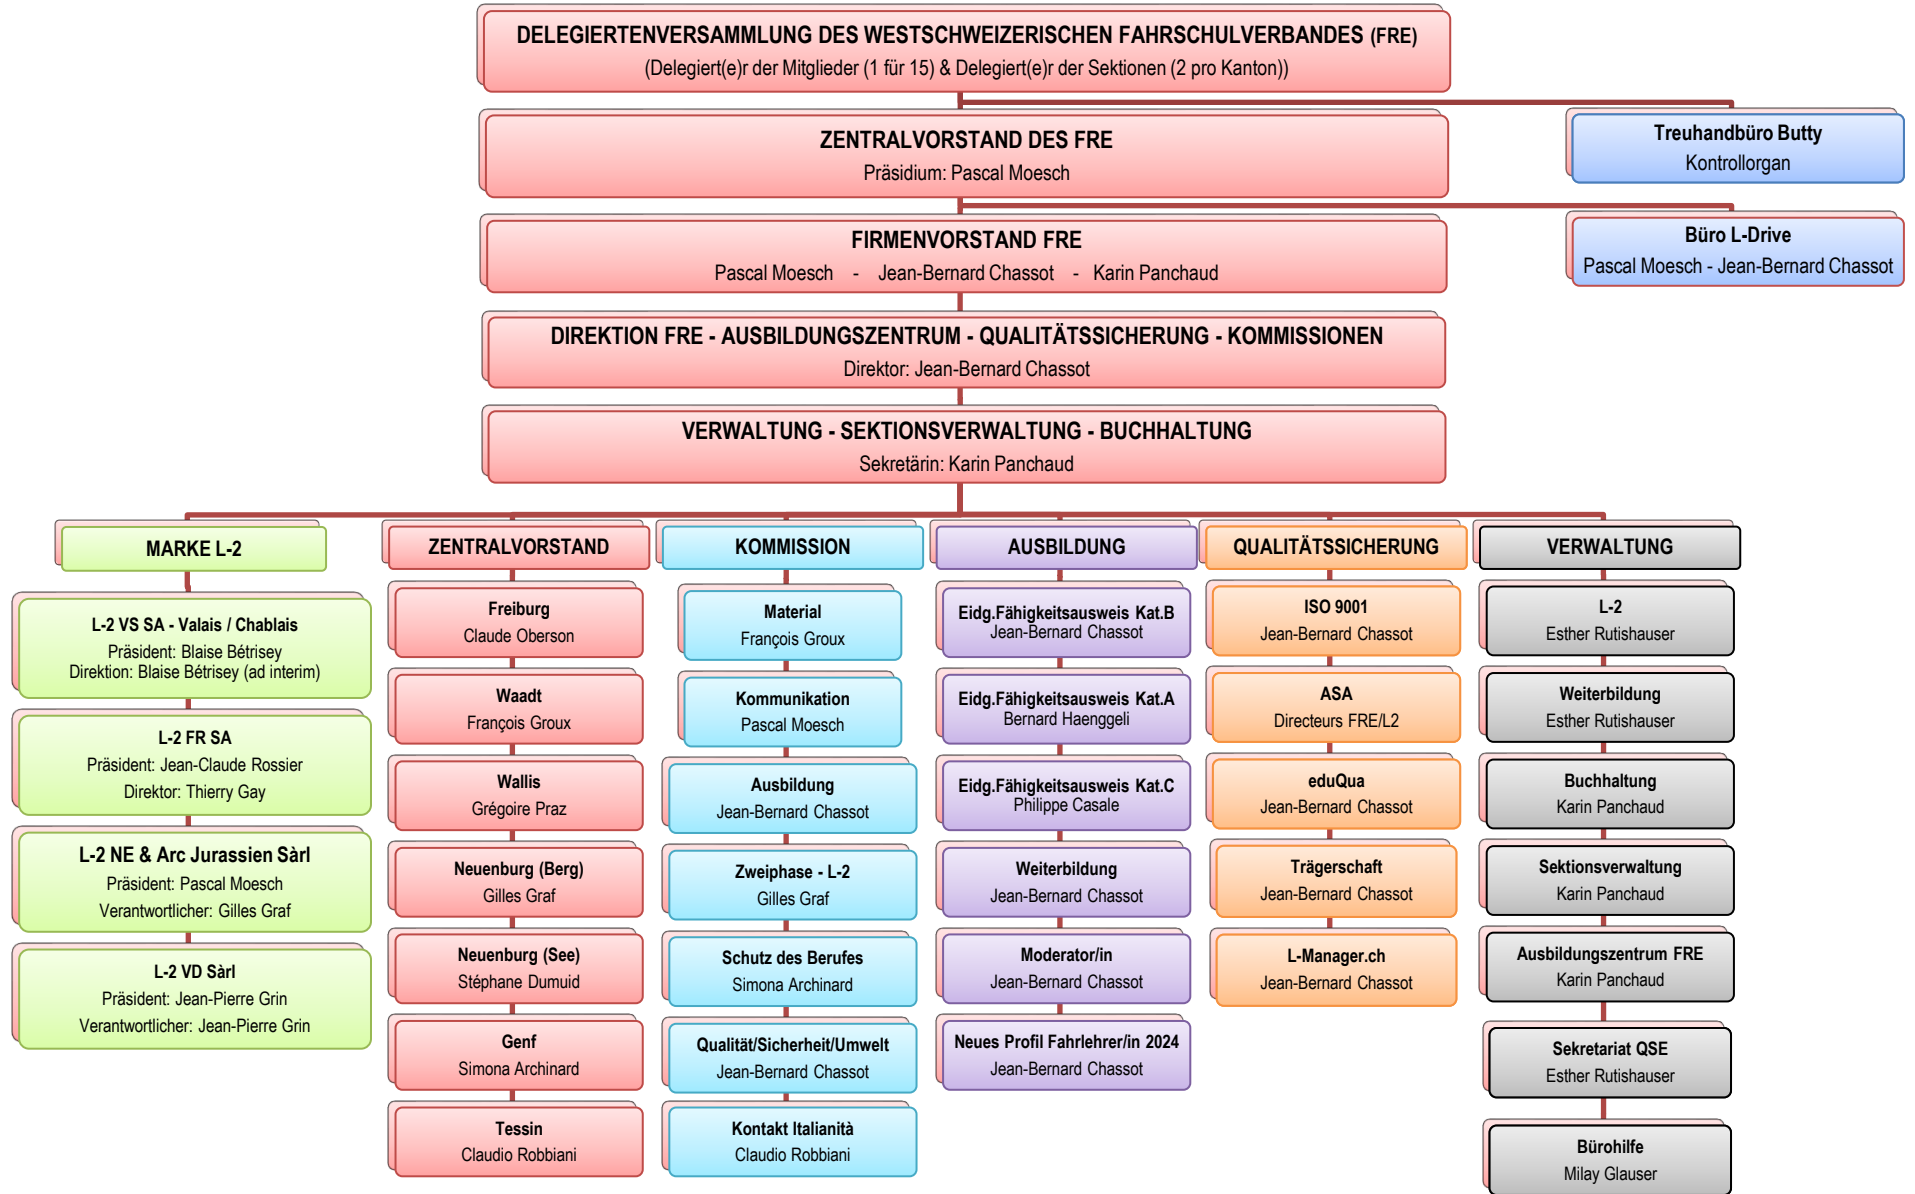 DELEGIERTENVERSAMMLUNG DES WESTSCHWEIZERISCHEN FAHRSCHULVERBANDES (FRE)
(Delegiert(e)r der Mitglieder (1 für 15) & Delegiert(e)r der Sektionen (2 pro Kanton))
ZENTRALVORSTAND DES FRE
Präsidium: Pascal Moesch
Treuhandbüro Butty
Kontrollorgan
FIRMENVORSTAND FRE
Pascal Moesch - Jean-Bernard Chassot - Karin Panchaud
Büro L-Drive
Pascal Moesch - Jean-Bernard Chassot
DIREKTION FRE - AUSBILDUNGSZENTRUM - QUALITÄTSSICHERUNG - KOMMISSIONEN
Direktor: Jean-Bernard Chassot
VERWALTUNG - SEKTIONSVERWALTUNG - BUCHHALTUNG
Sekretärin: Karin Panchaud
MARKE L-2
L-2 VS SA - Valais / Chablais
Präsident: Blaise Bétrisey
Direktion: Blaise Bétrisey (ad interim)
L-2 FR SA
Präsident: Jean-Claude Rossier
Direktor: Thierry Gay
L-2 NE & Arc Jurassien Sàrl
Präsident: Pascal Moesch
Verantwortlicher: Gilles Graf
L-2 VD Sàrl
Präsident: Jean-Pierre Grin
Verantwortlicher: Jean-Pierre Grin
ZENTRALVORSTAND
Freiburg
Claude Oberson
Waadt
François Groux
Wallis
Grégoire Praz
Neuenburg (Berg)
Gilles Graf
Neuenburg (See)
Stéphane Dumuid
Genf
Simona Archinard
Tessin
Claudio Robbiani
KOMMISSION
Material
François Groux
Kommunikation
Pascal Moesch
Ausbildung
Jean-Bernard Chassot
Zweiphase - L-2
Gilles Graf
Schutz des Berufes
Simona Archinard
Qualität/Sicherheit/Umwelt
Jean-Bernard Chassot
Kontakt Italianità
Claudio Robbiani
AUSBILDUNG
Eidg.Fähigkeitsausweis Kat.B
Jean-Bernard Chassot
Eidg.Fähigkeitsausweis Kat.A
Bernard Haenggeli
Eidg.Fähigkeitsausweis Kat.C
Philippe Casale
Weiterbildung
Jean-Bernard Chassot
Moderator/in
Jean-Bernard Chassot
Neues Profil Fahrlehrer/in 2024
Jean-Bernard Chassot
QUALITÄTSSICHERUNG
ISO 9001
Jean-Bernard Chassot
ASA
Directeurs FRE/L2
eduQua
Jean-Bernard Chassot
Trägerschaft
Jean-Bernard Chassot
L-Manager.ch
Jean-Bernard Chassot
VERWALTUNG
L-2
Esther Rutishauser
Weiterbildung
Esther Rutishauser
Buchhaltung
Karin Panchaud
Sektionsverwaltung
Karin Panchaud
Ausbildungszentrum FRE
Karin Panchaud
Sekretariat QSE
Esther Rutishauser
Bürohilfe
Milay Glauser